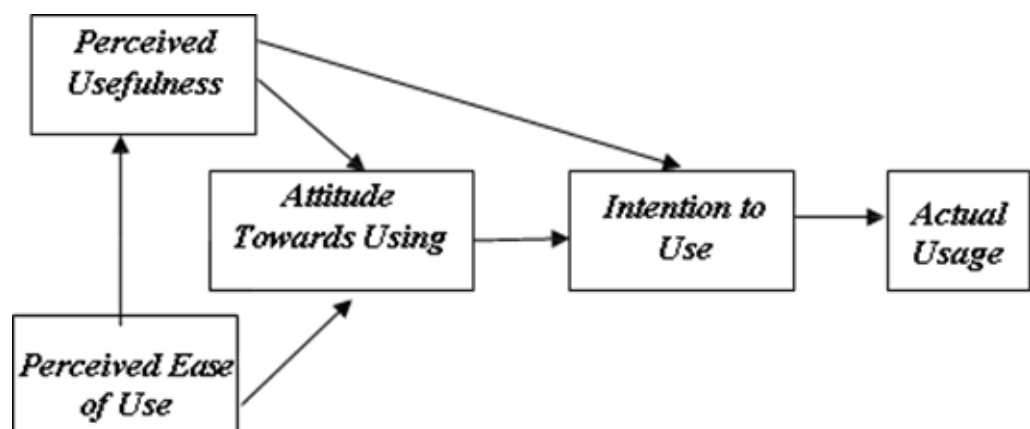 Perceived
Usefulness
Attitude
Towards Using
Intention to
Use
Actual
Usage
Perceived Ease
of Use